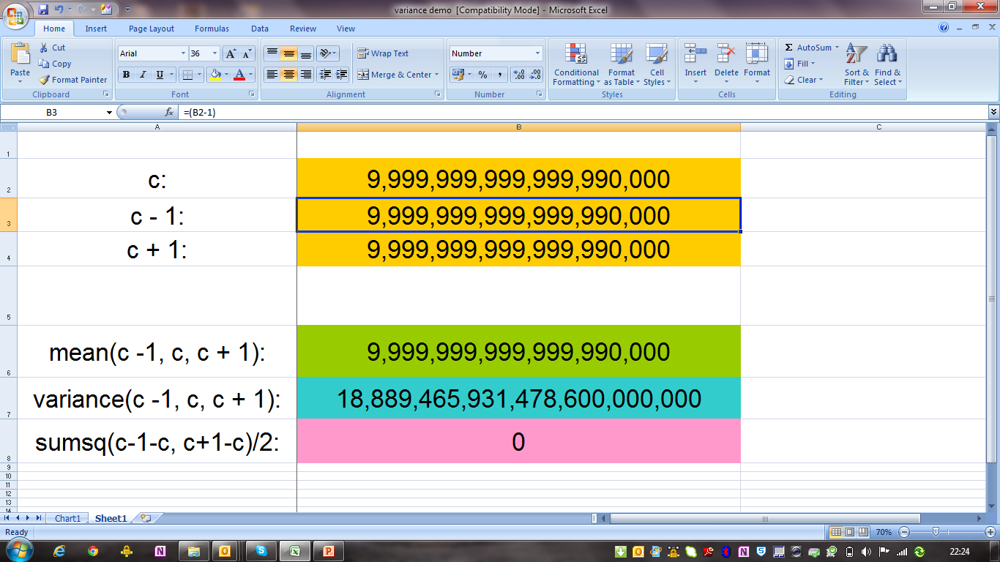 variance demo [Compatibility Mode] - Microsoft Excel
Home Insert Page Layout Formulas Data Review View
Paste Cut Copy Format Painter Clipboard
Arial 36 A A B I U A Font
Wrap Text Merge & Center Alignment
Number % , .0 .00 .00 .0 Number
Conditional Formatting Format as Table Cell Styles Styles
Insert Delete Format Cells
Σ AutoSum Fill Clear Sort & Filter Find & Select Editing
B3 fx =(B2-1)
A B C
1
2 c: 9,999,999,999,999,990,000
3 c - 1: 9,999,999,999,999,990,000
4 c + 1: 9,999,999,999,999,990,000
5
6 mean(c -1, c, c + 1): 9,999,999,999,999,990,000
7 variance(c -1, c, c + 1): 18,889,465,931,478,600,000,000
8 sumsq(c-1-c, c+1-c)/2: 0
9
10
11
12
13
14
Chart1 Sheet1
Ready 70%
22:24